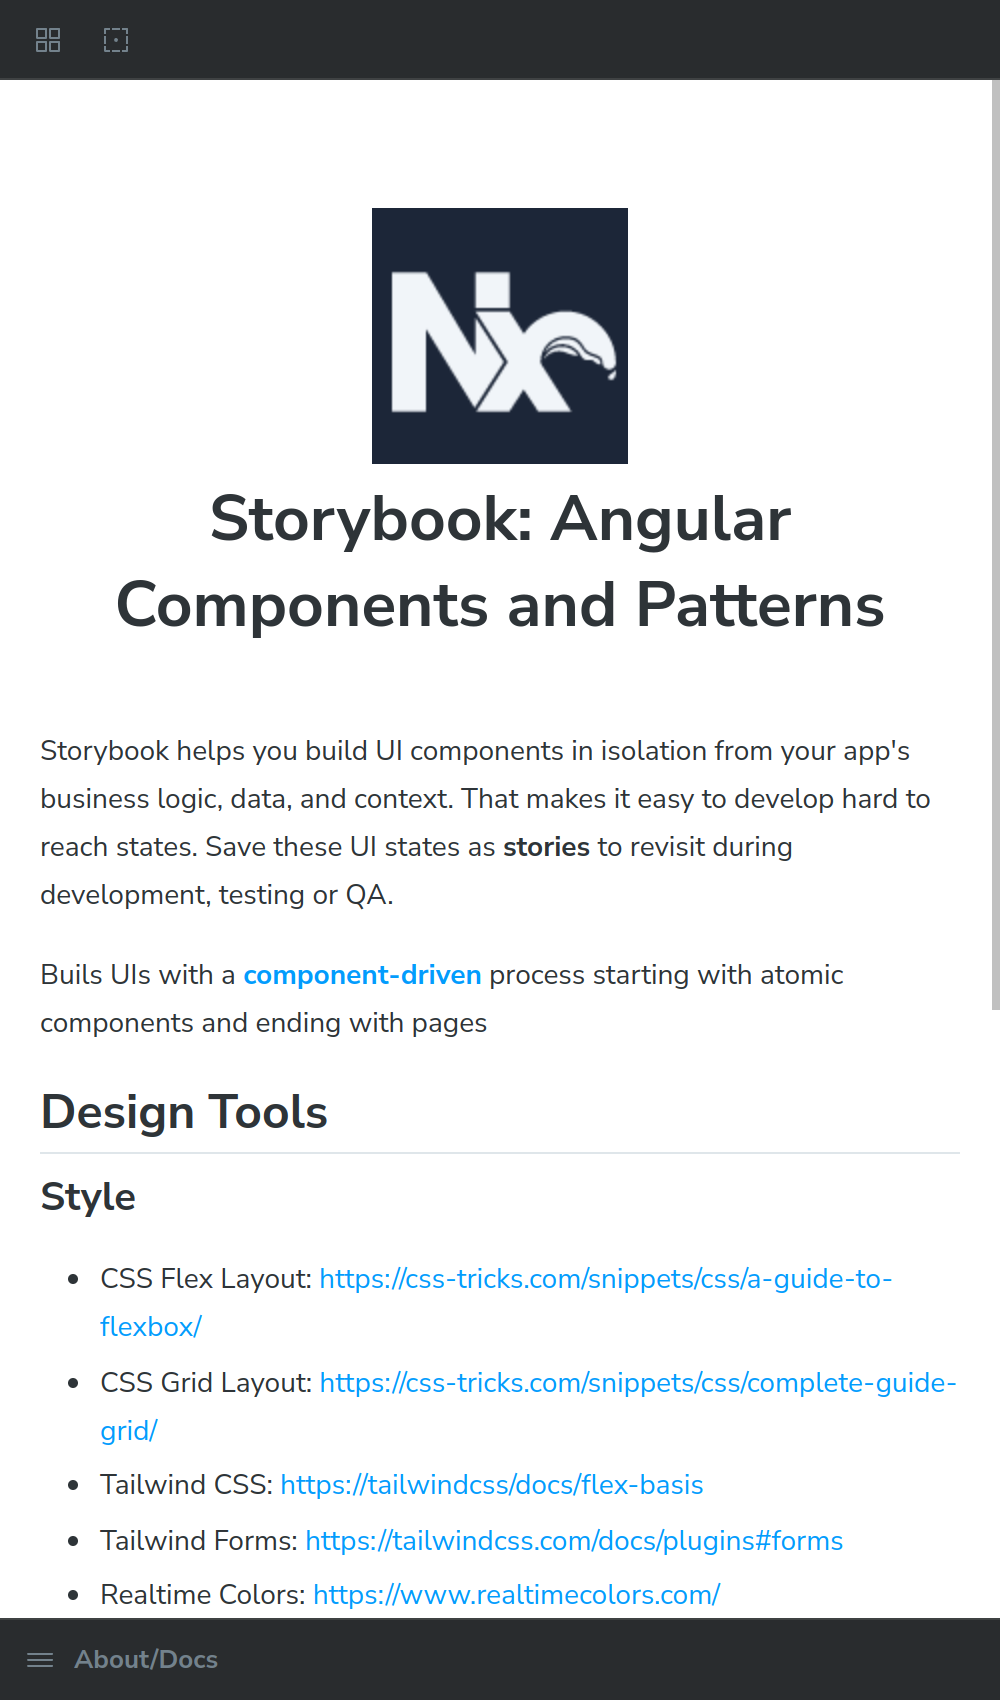 Nx
Storybook: Angular
Components and Patterns
Storybook helps you build UI components in isolation from your app's
business logic, data, and context. That makes it easy to develop hard to
reach states. Save these UI states as stories to revisit during
development, testing or QA.
Buils UIs with a component-driven process starting with atomic
components and ending with pages
Design Tools
Style
CSS Flex Layout: https://css-tricks.com/snippets/css/a-guide-to-
flexbox/
CSS Grid Layout: https://css-tricks.com/snippets/css/complete-guide-
grid/
Tailwind CSS: https://tailwindcss/docs/flex-basis
Tailwind Forms: https://tailwindcss.com/docs/plugins#forms
Realtime Colors: https://www.realtimecolors.com/
About/Docs